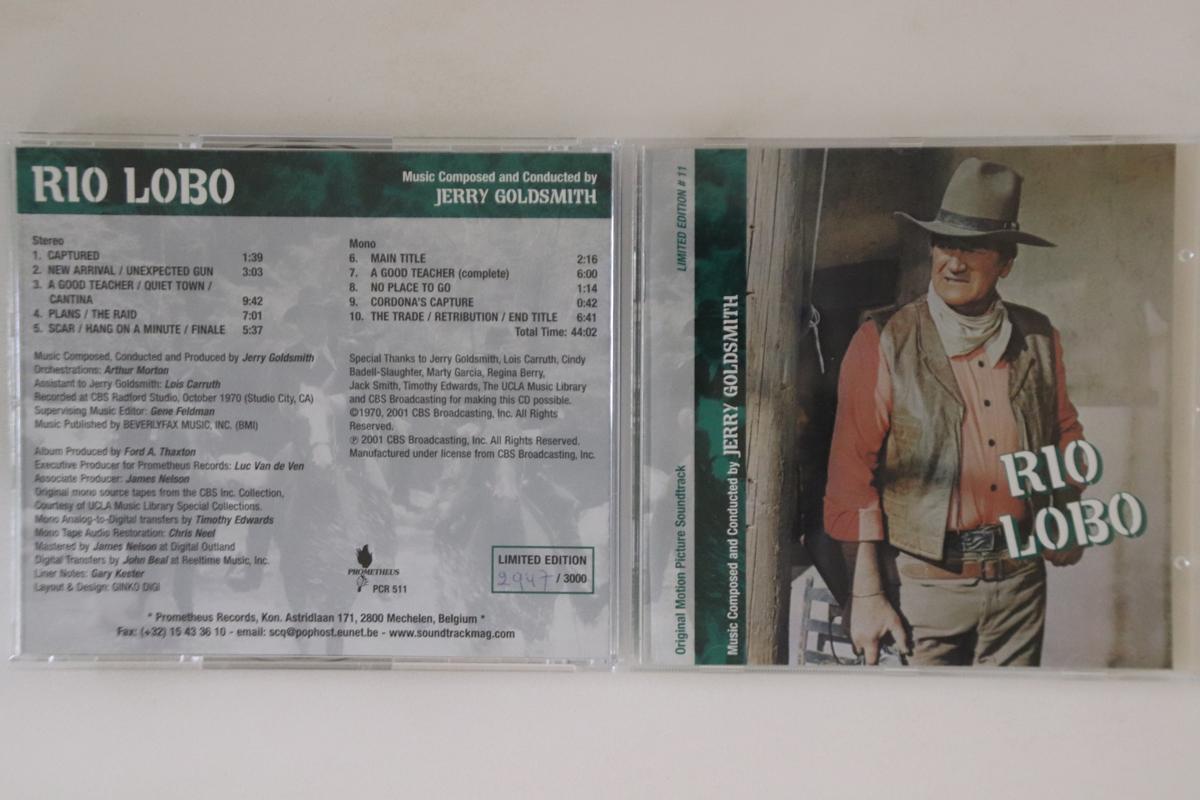 RIO LOBO
Music Composed and Conducted by
JERRY GOLDSMITH
Stereo
1. CAPTURED 1:39
2. NEW ARRIVAL / UNEXPECTED GUN 3:03
3. A GOOD TEACHER / QUIET TOWN /
CANTINA 9:42
4. PLANS / THE RAID 7:01
5. SCAR / HANG ON A MINUTE / FINALE 5:37
Mono
6. MAIN TITLE 2:16
7. A GOOD TEACHER (complete) 6:00
8. NO PLACE TO GO 1:14
9. CORDONA'S CAPTURE 0:42
10. THE TRADE / RETRIBUTION / END TITLE 6:41
Total Time: 44:02
Music Composed, Conducted and Produced by Jerry Goldsmith
Orchestrations: Arthur Morton
Assistant to Jerry Goldsmith: Lois Carruth
Recorded at CBS Radford Studio, October 1970 (Studio City, CA)
Supervising Music Editor: Gene Feldman
Music Published by BEVERLYFAX MUSIC, INC. (BMI)
Album Produced by Ford A. Thaxton
Executive Producer for Prometheus Records: Luc Van de Ven
Associate Producer: James Nelson
Original mono source tapes from the CBS Inc. Collection,
Courtesy of UCLA Music Library Special Collections.
Mono Analog-to-Digital transfers by Timothy Edwards
Mono Tape Audio Restoration: Chris Neel
Mastered by James Nelson at Digital Outland
Digital Transfers by John Beal at Reeltime Music, Inc.
Liner Notes: Gary Kester
Layout & Design: GINKO DIGI
Special Thanks to Jerry Goldsmith, Lois Carruth, Cindy
Badell-Slaughter, Marty Garcia, Regina Berry,
Jack Smith, Timothy Edwards, The UCLA Music Library
and CBS Broadcasting for making this CD possible.
©1970, 2001 CBS Broadcasting, Inc. All Rights
Reserved.
℗ 2001 CBS Broadcasting, Inc. All Rights Reserved.
Manufactured under license from CBS Broadcasting, Inc.
PROMETHEUS
PCR 511
LIMITED EDITION
2947 / 3000
* Prometheus Records, Kon. Astridlaan 171, 2800 Mechelen, Belgium *
Fax: (+32) 15 43 36 10 - email: scq@pophost.eunet.be - www.soundtrackmag.com
Original Motion Picture Soundtrack LIMITED EDITION # 11
Music Composed and Conducted by JERRY GOLDSMITH
RIO
LOBO